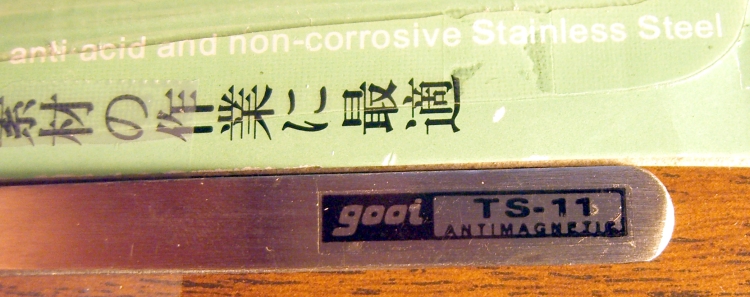 anti-acid and non-corrosive Stainless Steel
素材の作業に最適
goot TS-11
ANTIMAGNETIC